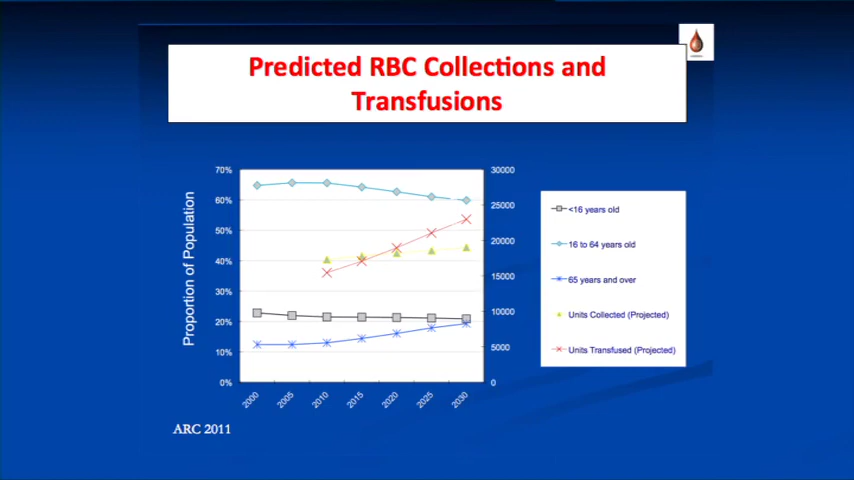 Predicted RBC Collections and
Transfusions
Proportion of Population
70%
60%
50%
40%
30%
20%
10%
0%
30000
25000
20000
15000
10000
5000
0
2000
2005
2010
2015
2020
2025
2030
<16 years old
16 to 64 years old
65 years and over
Units Collected (Projected)
Units Transfused (Projected)
ARC 2011